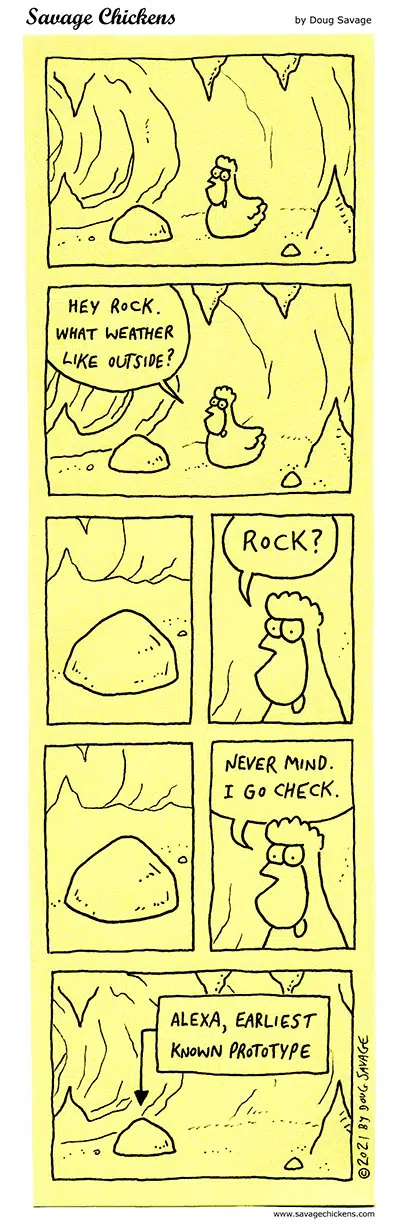 Savage Chickens
by Doug Savage
HEY ROCK.
WHAT WEATHER
LIKE OUTSIDE?
ROCK?
NEVER MIND.
I GO CHECK.
ALEXA, EARLIEST
KNOWN PROTOTYPE
©2021 BY DOUG SAVAGE
www.savagechickens.com